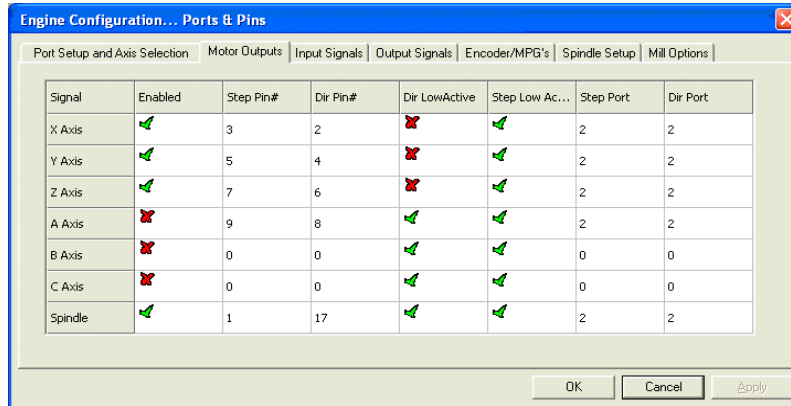 Engine Configuration... Ports & Pins
Port Setup and Axis Selection Motor Outputs Input Signals Output Signals Encoder/MPG's Spindle Setup Mill Options
Signal Enabled Step Pin# Dir Pin# Dir LowActive Step Low Ac... Step Port Dir Port
X Axis 3 2 2 2
Y Axis 5 4 2 2
Z Axis 7 6 2 2
A Axis 9 8 2 2
B Axis 0 0 0 0
C Axis 0 0 0 0
Spindle 1 17 2 2
OK Cancel Apply